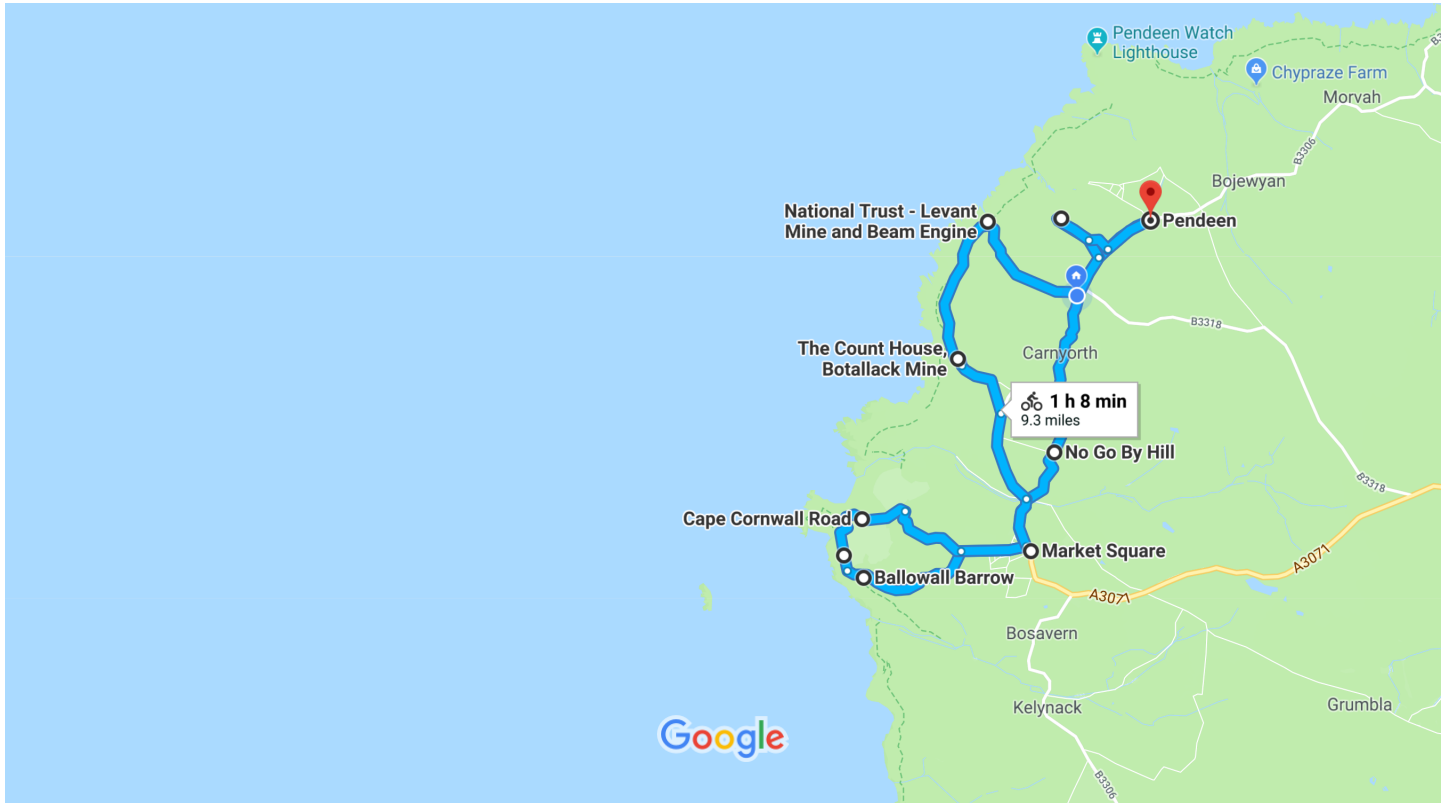 Pendeen Watch
Lighthouse
Chypraze Farm
Morvah
B3306
Bojewyan
National Trust - Levant
Mine and Beam Engine
Pendeen
B3318
The Count House,
Botallack Mine
Carnyorth
1 h 8 min
9.3 miles
No Go By Hill
B3318
Cape Cornwall Road
Market Square
A3071
Ballowall Barrow
A3071
Bosavern
Kelynack
Grumbla
Google
B3306